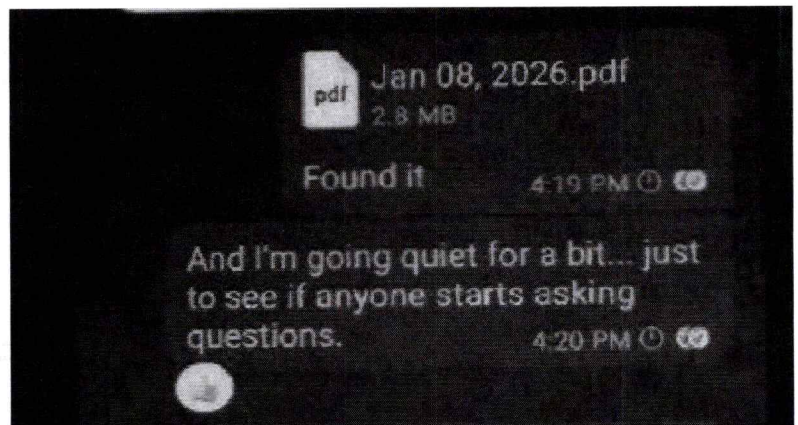 pdf
Jan 08, 2026.pdf
2.8 MB
Found it
4:19 PM
And I'm going quiet for a bit... just
to see if anyone starts asking
questions.
4:20 PM